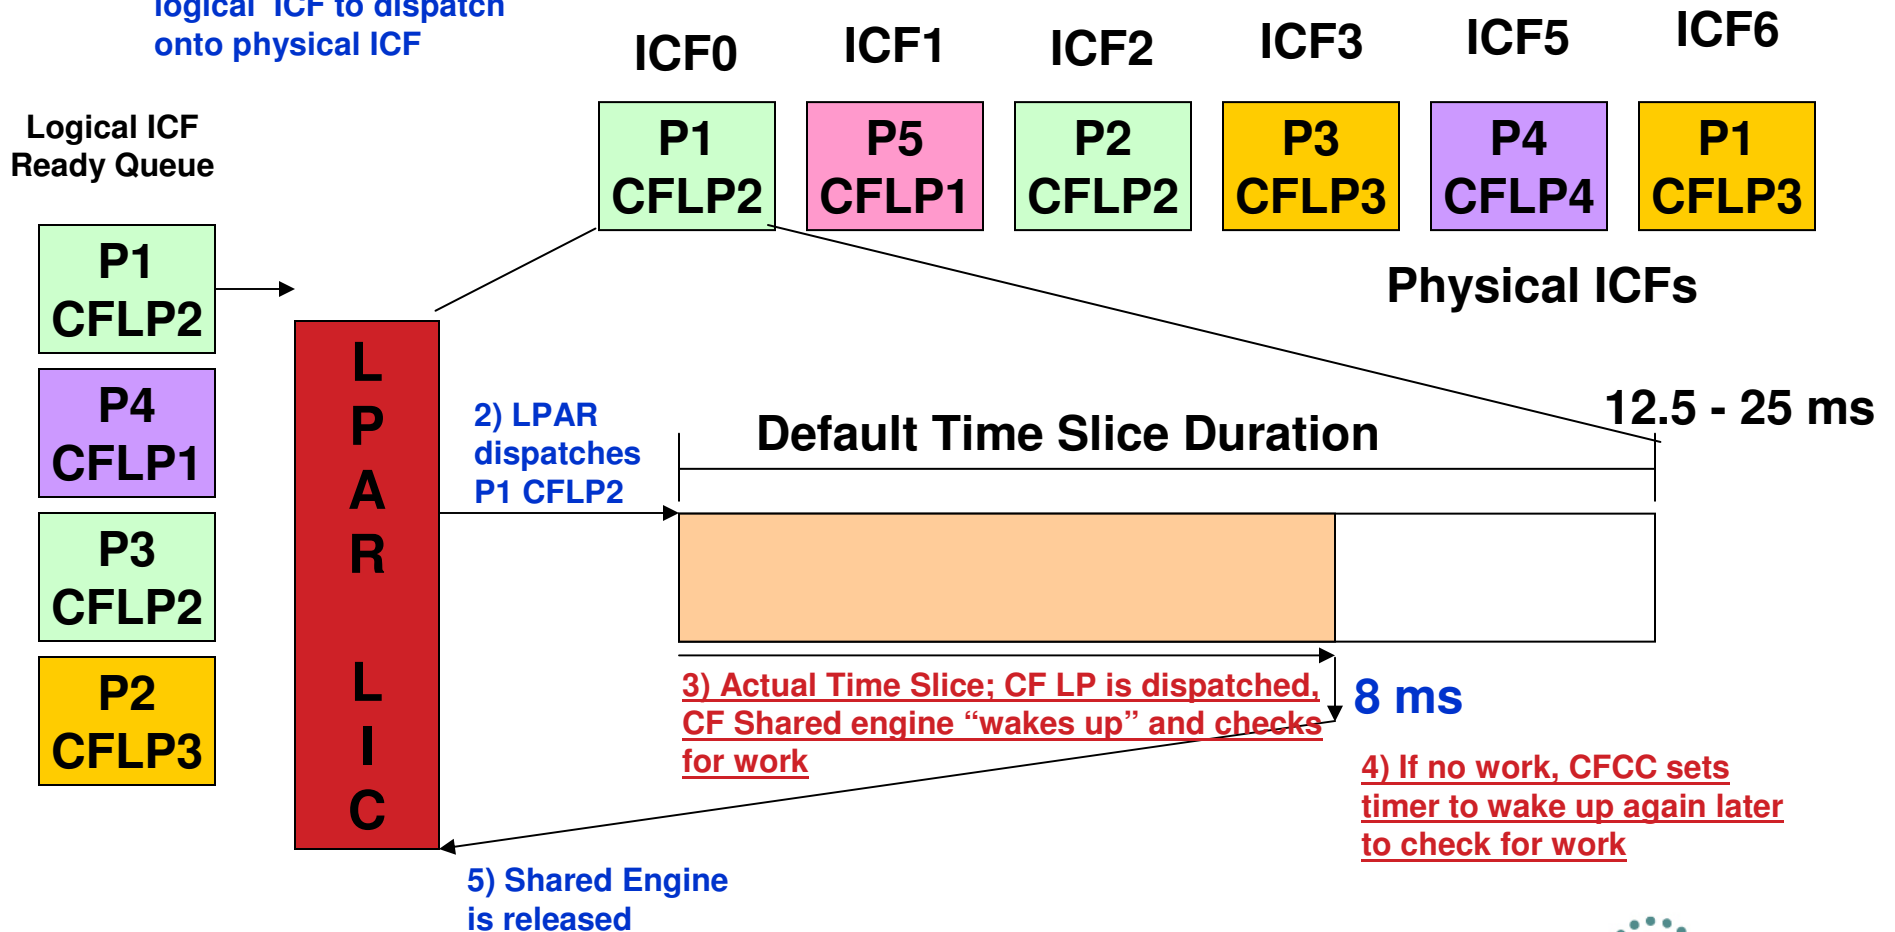 logical ICF to dispatch
onto physical ICF
ICF0
ICF1
ICF2
ICF3
ICF5
ICF6
Logical ICF
Ready Queue
P1
CFLP2
P5
CFLP1
P2
CFLP2
P3
CFLP3
P4
CFLP4
P1
CFLP3
Physical ICFs
P1
CFLP2
P4
CFLP1
P3
CFLP2
P2
CFLP3
L
P
A
R
L
I
C
2) LPAR
dispatches
P1 CFLP2
Default Time Slice Duration
12.5 - 25 ms
3) Actual Time Slice; CF LP is dispatched,
CF Shared engine “wakes up” and checks
for work
8 ms
4) If no work, CFCC sets
timer to wake up again later
to check for work
5) Shared Engine
is released